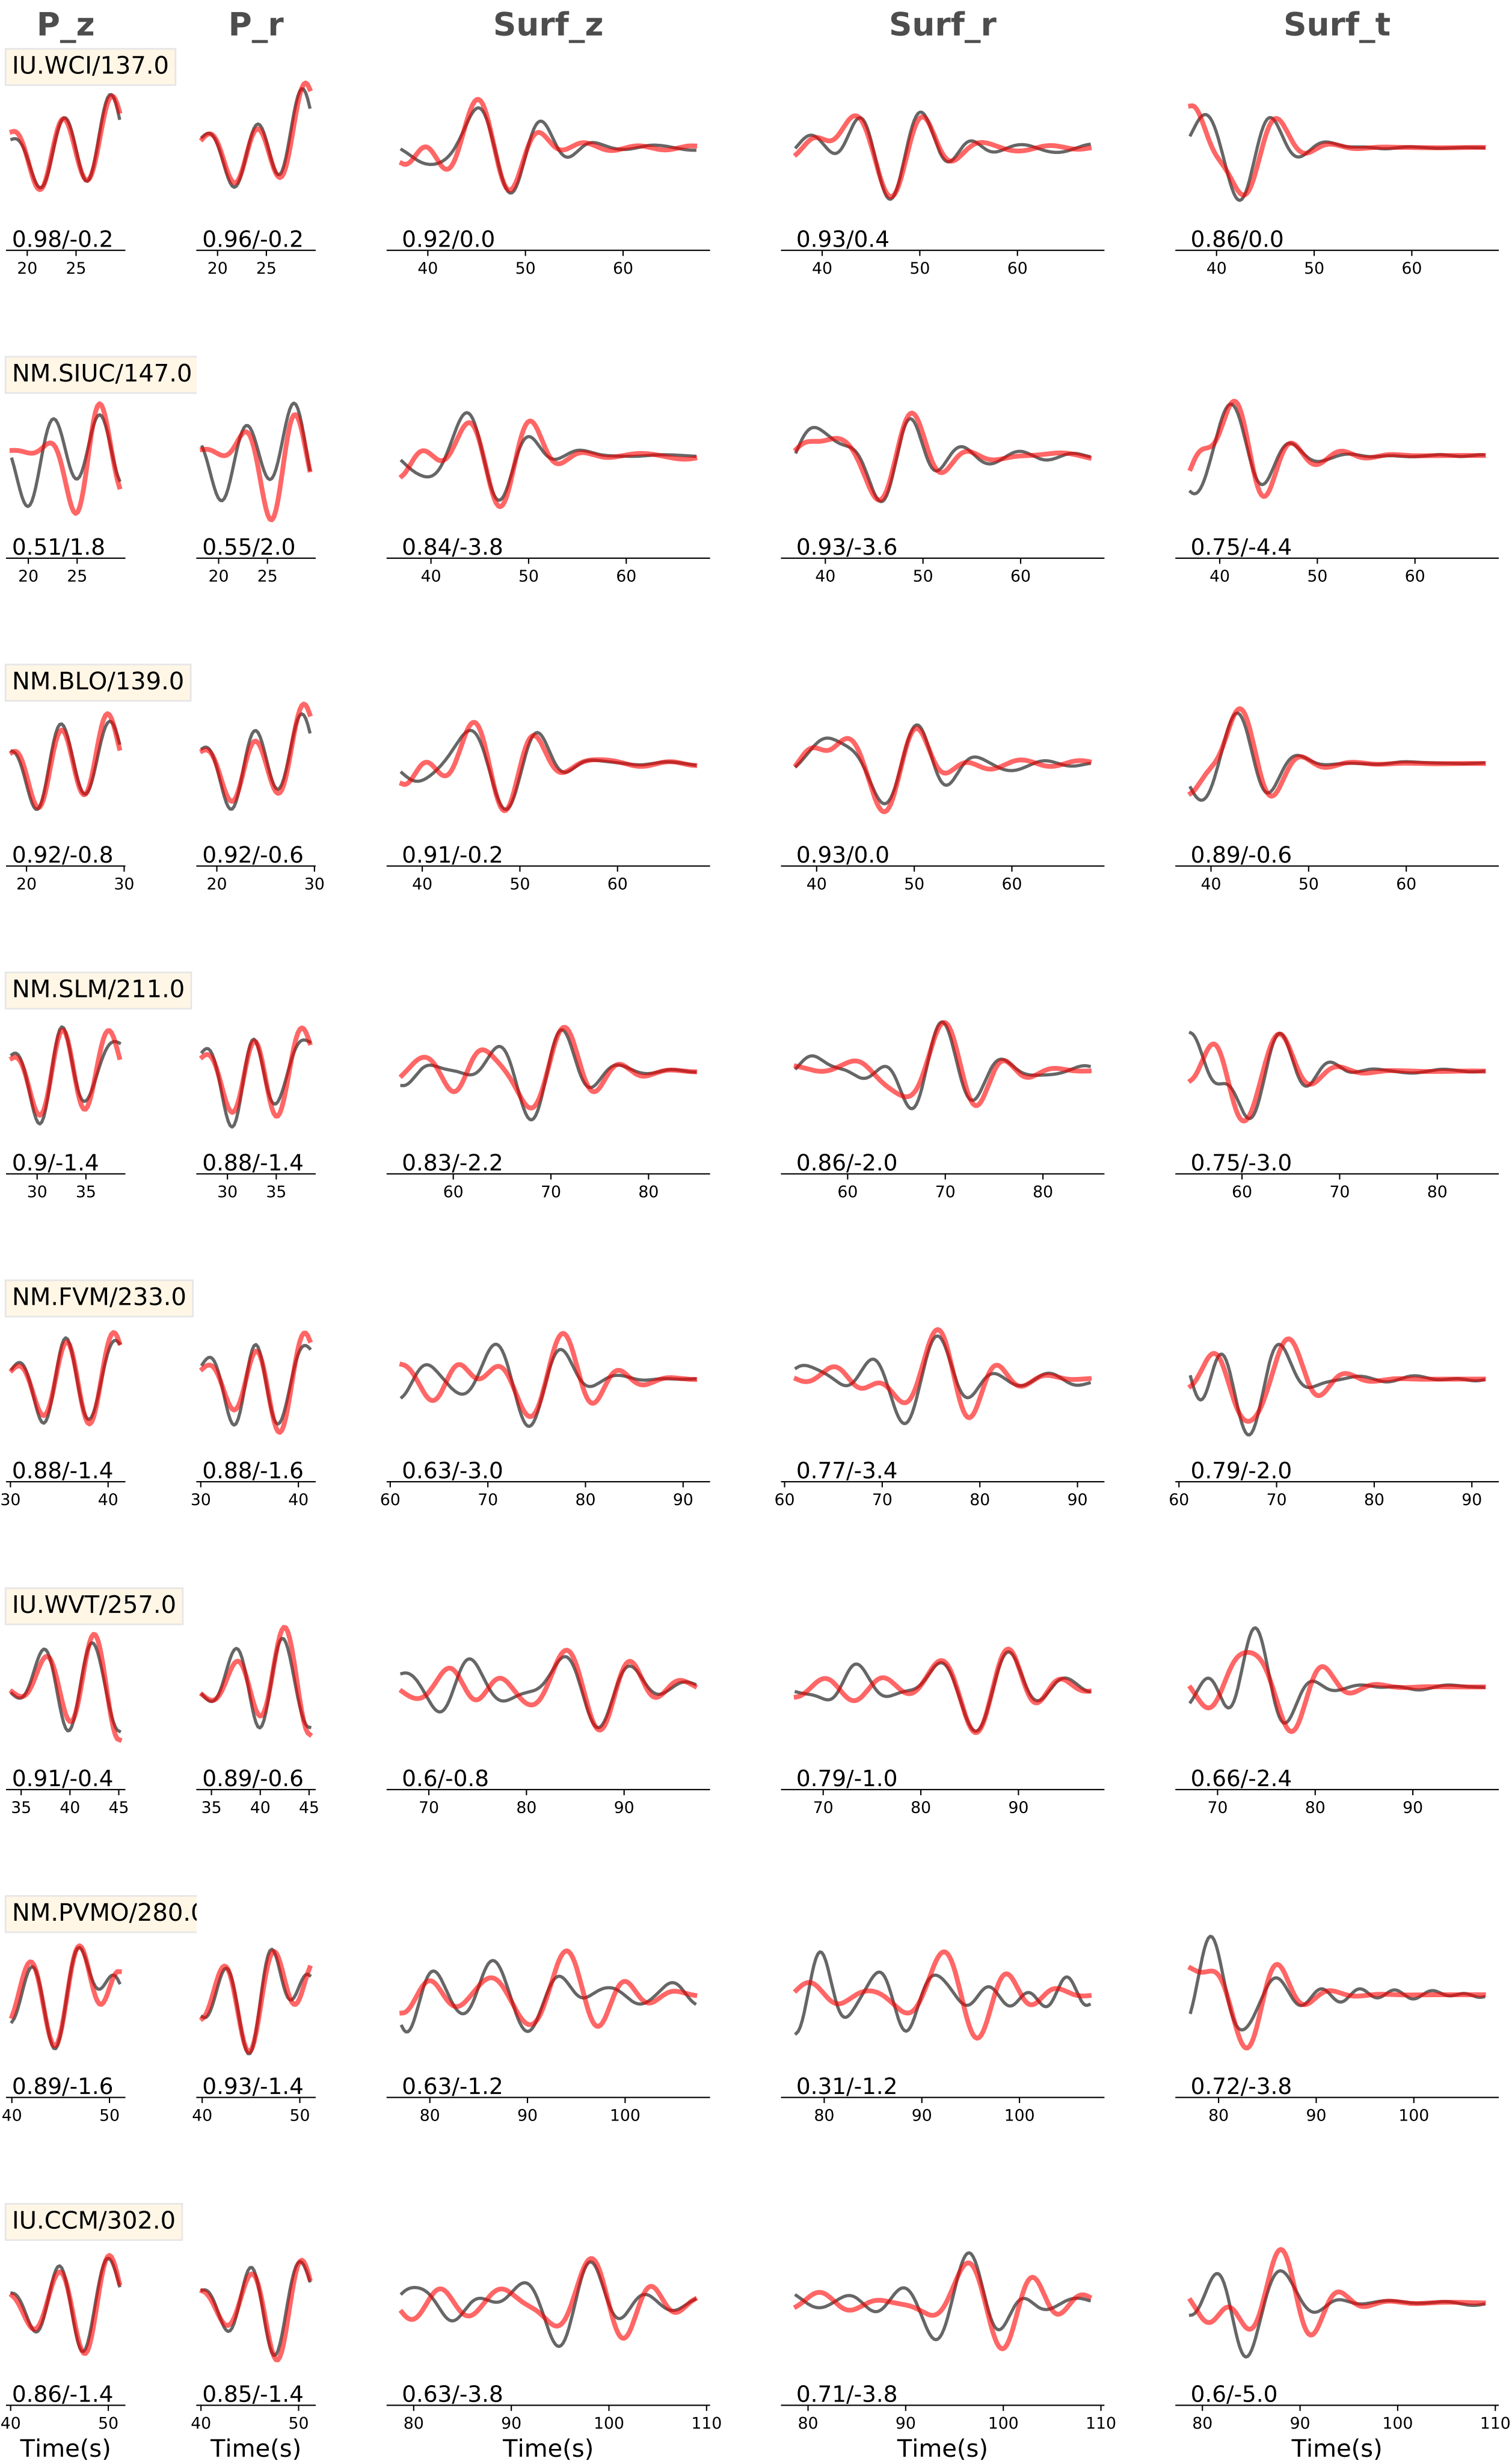 P_z P_r Surf_z Surf_r Surf_t
IU.WCI/137.0
0.98/-0.2 0.96/-0.2 0.92/0.0 0.93/0.4 0.86/0.0
20 25 20 25 40 50 60 40 50 60 40 50 60
NM.SIUC/147.0
0.51/1.8 0.55/2.0 0.84/-3.8 0.93/-3.6 0.75/-4.4
20 25 20 25 40 50 60 40 50 60 40 50 60
NM.BLO/139.0
0.92/-0.8 0.92/-0.6 0.91/-0.2 0.93/0.0 0.89/-0.6
20 30 20 30 40 50 60 40 50 60 40 50 60
NM.SLM/211.0
0.9/-1.4 0.88/-1.4 0.83/-2.2 0.86/-2.0 0.75/-3.0
30 35 30 35 60 70 80 60 70 80 60 70 80
NM.FVM/233.0
0.88/-1.4 0.88/-1.6 0.63/-3.0 0.77/-3.4 0.79/-2.0
30 40 30 40 60 70 80 90 60 70 80 90 60 70 80 90
IU.WVT/257.0
0.91/-0.4 0.89/-0.6 0.6/-0.8 0.79/-1.0 0.66/-2.4
35 40 45 35 40 45 70 80 90 70 80 90 70 80 90
NM.PVMO/280.0
0.89/-1.6 0.93/-1.4 0.63/-1.2 0.31/-1.2 0.72/-3.8
40 50 40 50 80 90 100 80 90 100 80 90 100
IU.CCM/302.0
0.86/-1.4 0.85/-1.4 0.63/-3.8 0.71/-3.8 0.6/-5.0
40 50 40 50 80 90 100 110 80 90 100 110 80 90 100 110
Time(s) Time(s) Time(s) Time(s) Time(s)